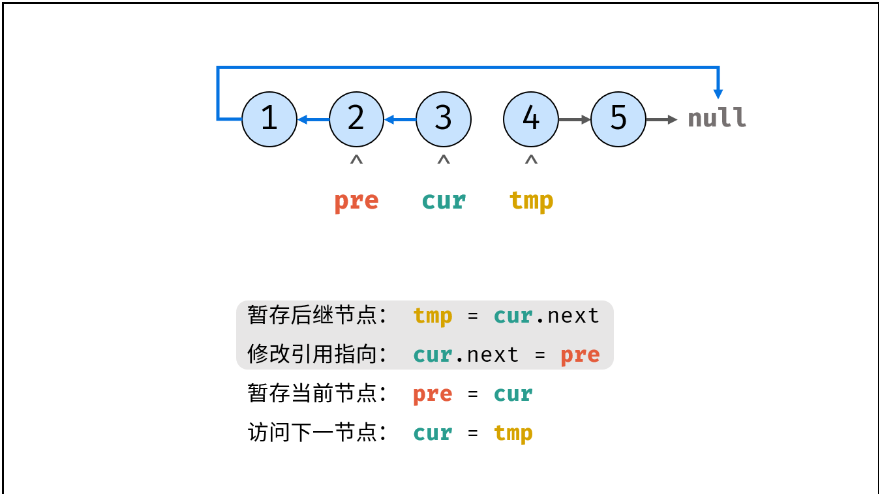 1 2 3 4 5 null
^ ^ ^
pre cur tmp
暂存后继节点： tmp = cur.next
修改引用指向： cur.next = pre
暂存当前节点： pre = cur
访问下一节点： cur = tmp